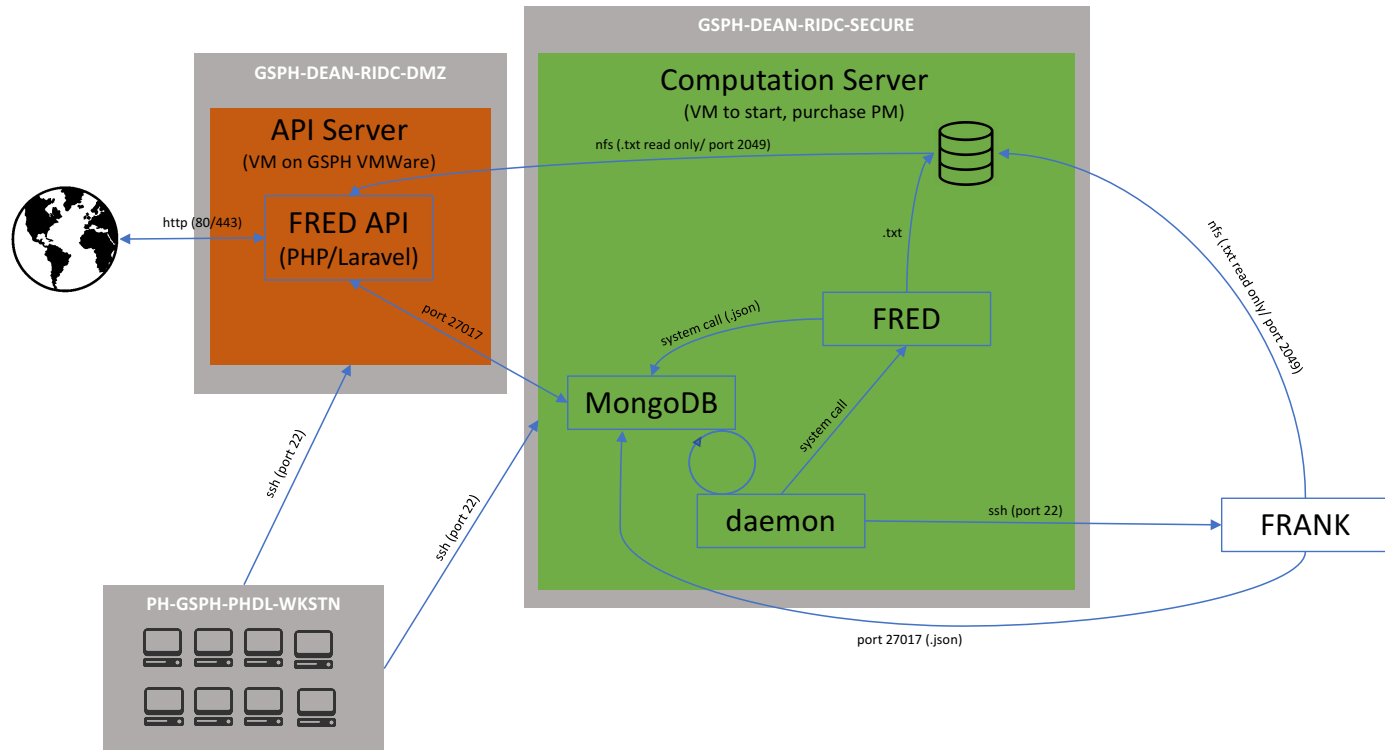 GSPH-DEAN-RIDC-SECURE
GSPH-DEAN-RIDC-DMZ
Computation Server
(VM to start, purchase PM)
API Server
(VM on GSPH VMWare)
nfs (.txt read only/ port 2049)
http (80/443)
FRED API
(PHP/Laravel)
.txt
nfs (.txt read only/ port 2049)
port 27017
system call (.json)
FRED
MongoDB
system call
ssh (port 22)
ssh (port 22)
daemon
ssh (port 22)
FRANK
PH-GSPH-PHDL-WKSTN
port 27017 (.json)